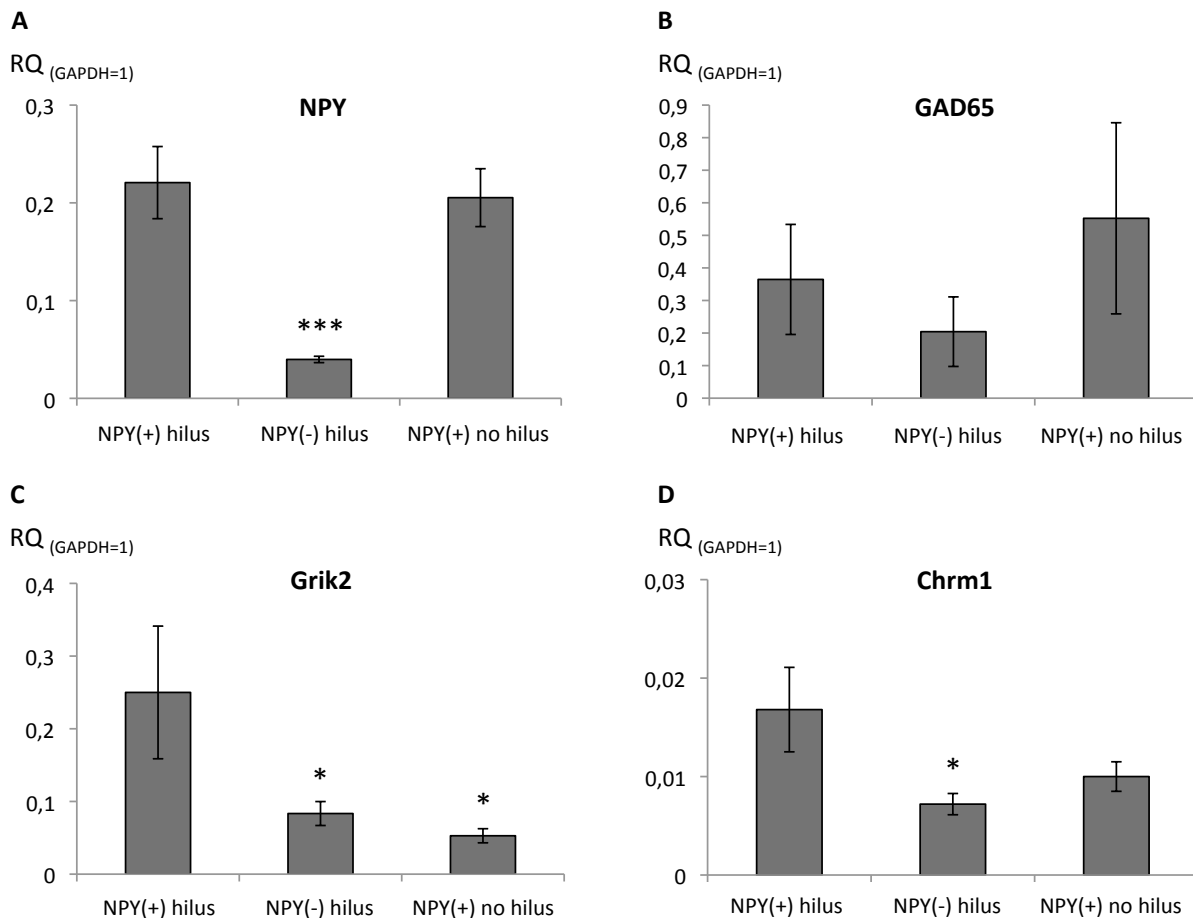 A
RQ (GAPDH=1)
NPY
0,3
0,2
0,1
0
***
NPY(+) hilus NPY(-) hilus NPY(+) no hilus
B
RQ (GAPDH=1)
GAD65
0,9
0,8
0,7
0,6
0,5
0,4
0,3
0,2
0,1
0
NPY(+) hilus NPY(-) hilus NPY(+) no hilus
C
RQ (GAPDH=1)
Grik2
0,4
0,3
0,2
0,1
0
* *
NPY(+) hilus NPY(-) hilus NPY(+) no hilus
D
RQ (GAPDH=1)
Chrm1
0,03
0,02
0,01
0
*
NPY(+) hilus NPY(-) hilus NPY(+) no hilus